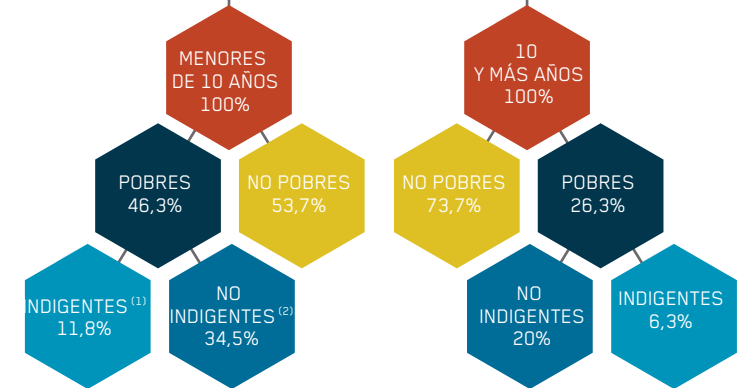 MENORES
DE 10 AÑOS
100%
10
Y MÁS AÑOS
100%
POBRES
46,3%
NO POBRES
53,7%
NO POBRES
73,7%
POBRES
26,3%
INDIGENTES (1)
11,8%
NO
INDIGENTES (2)
34,5%
NO
INDIGENTES
20%
INDIGENTES
6,3%